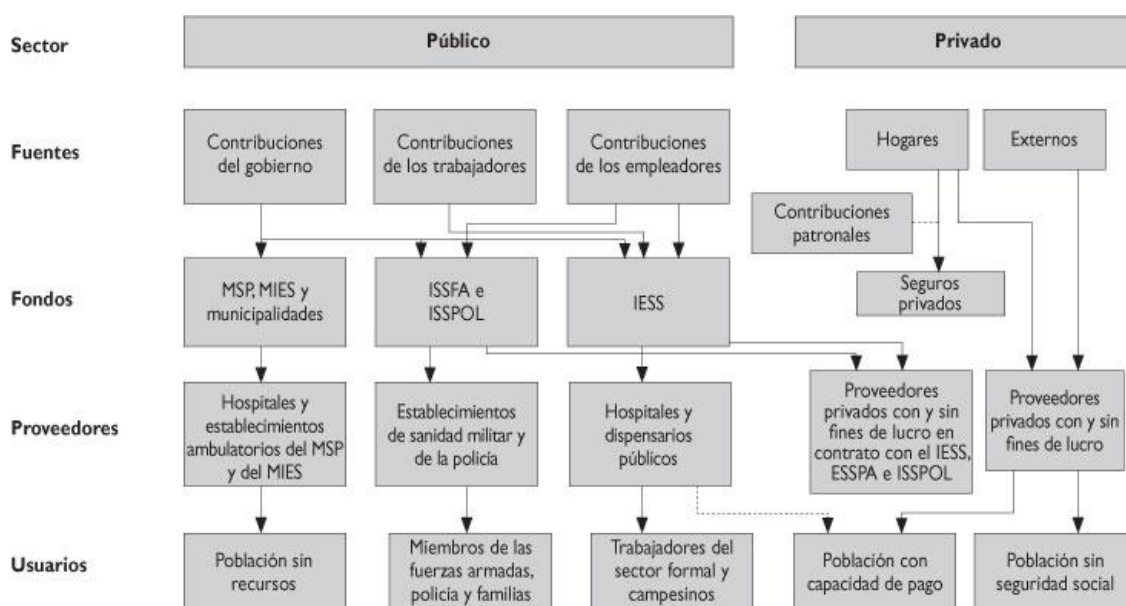 Sector
Público
Privado
Fuentes
Contribuciones
del gobierno
Contribuciones
de los trabajadores
Contribuciones
de los empleadores
Hogares
Externos
Contribuciones
patronales
Fondos
MSP, MIES y
municipalidades
ISSFA e
ISSPOL
IESS
Seguros
privados
Proveedores
Hospitales y
establecimientos
ambulatorios del MSP
y del MIES
Establecimientos
de sanidad militar y
de la policía
Hospitales y
dispensarios
públicos
Proveedores
privados con y sin
fines de lucro en
contrato con el IESS,
ESSPA e ISSPOL
Proveedores
privados con y sin
fines de lucro
Usuarios
Población sin
recursos
Miembros de las
fuerzas armadas,
policía y familias
Trabajadores del
sector formal y
campesinos
Población con
capacidad de pago
Población sin
seguridad social